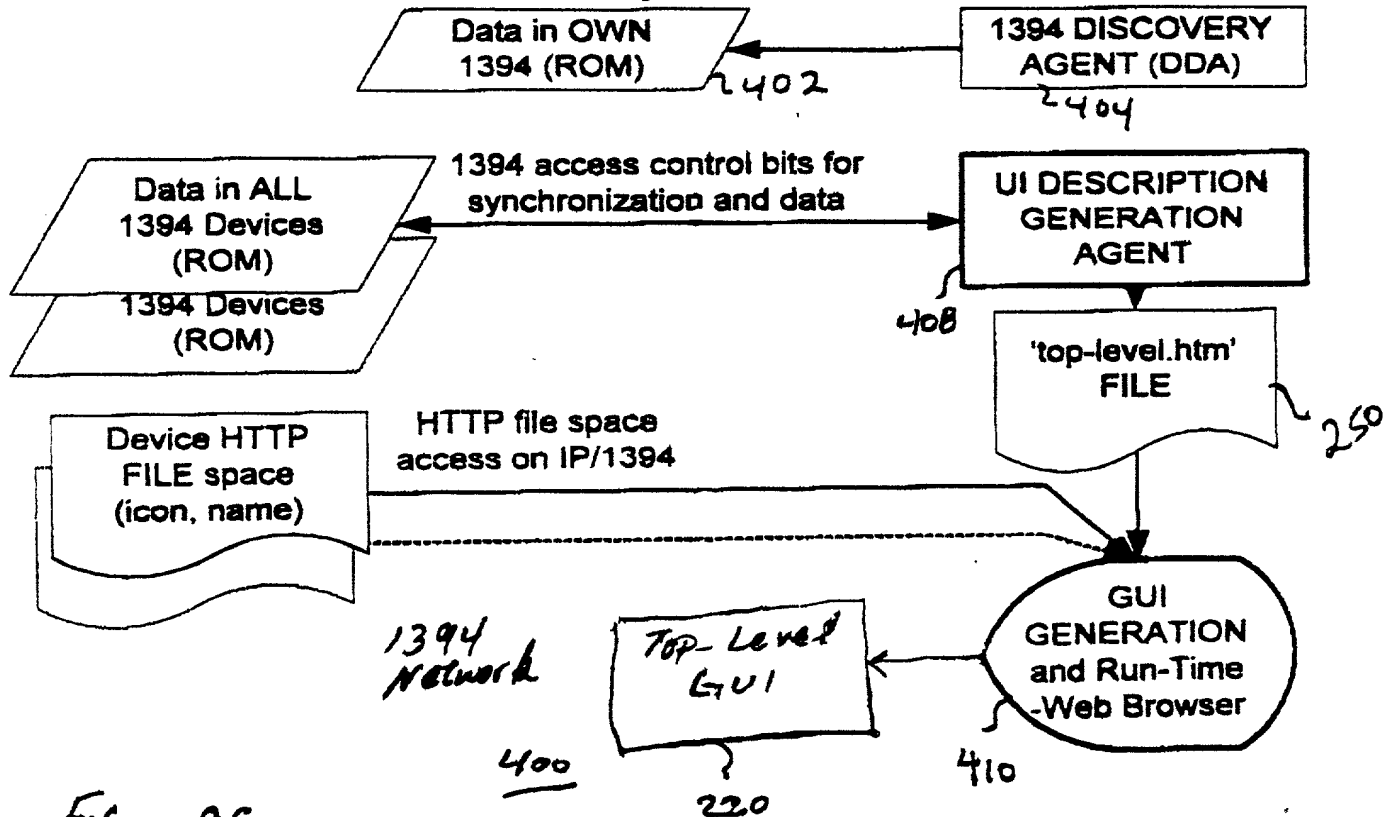 Data in OWN
1394 (ROM)
402
1394 DISCOVERY
AGENT (DDA)
404
Data in ALL
1394 Devices
(ROM)
1394 Devices
(ROM)
1394 access control bits for
synchronization and data
UI DESCRIPTION
GENERATION
AGENT
408
'top-level.htm'
FILE
250
Device HTTP
FILE space
(icon, name)
HTTP file space
access on IP/1394
GUI
GENERATION
and Run-Time
-Web Browser
410
1394
Network
Top-Level
GUI
400
220